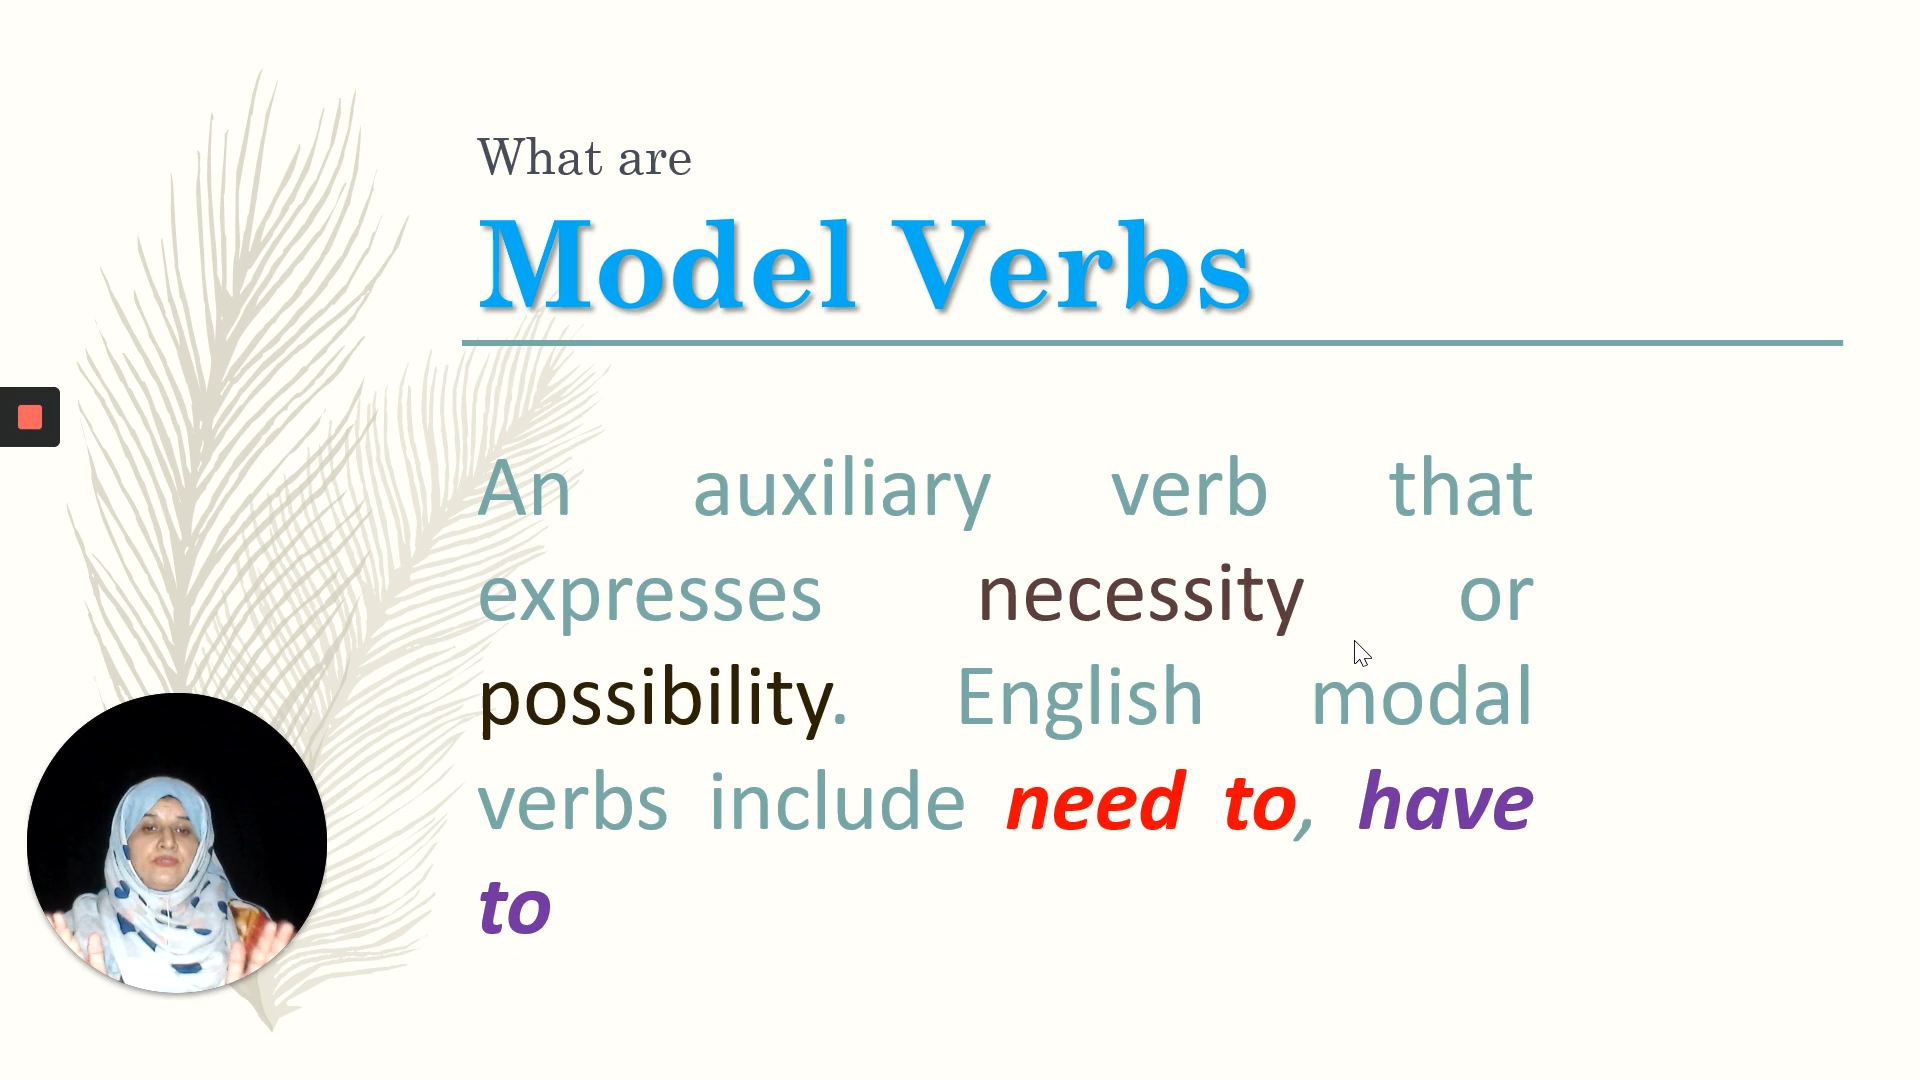 What are
Model Verbs
An auxiliary verb that
expresses necessity or
possibility. English modal
verbs include need to, have
to